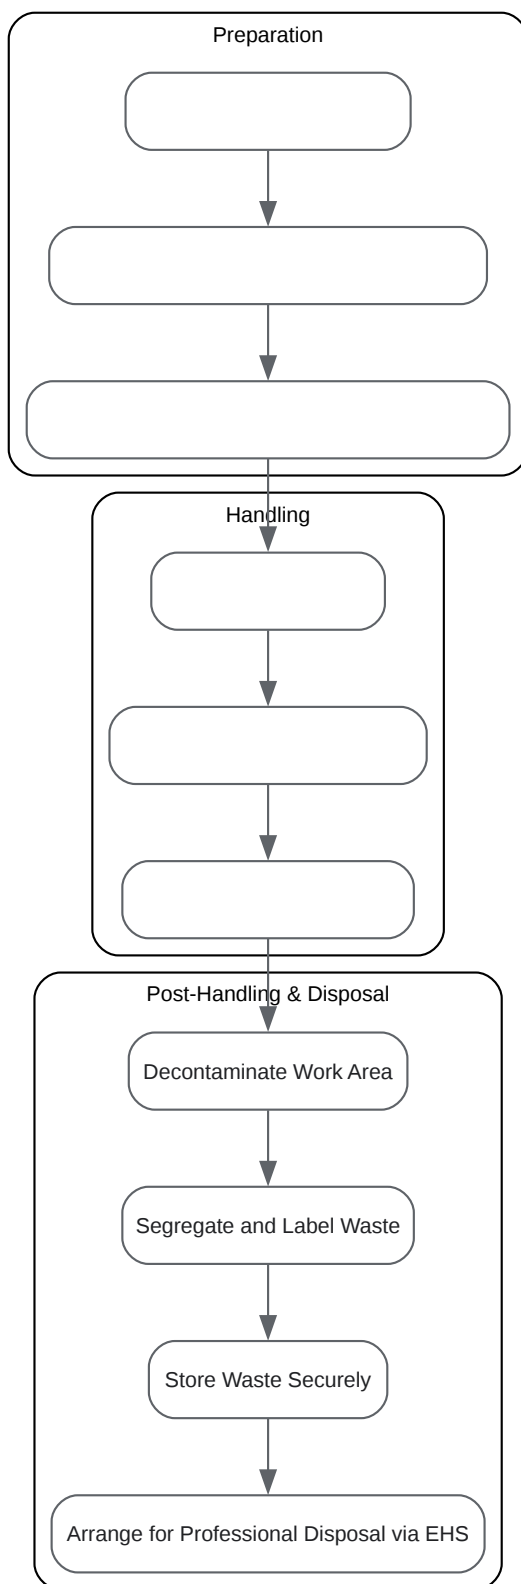 Preparation
Handling
Post-Handling & Disposal
Decontaminate Work Area
Segregate and Label Waste
Store Waste Securely
Arrange for Professional Disposal via EHS